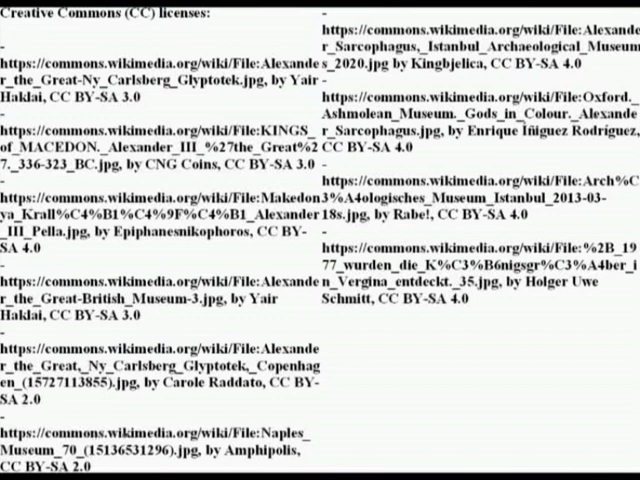 Creative Commons (CC) licenses:
-
https://commons.wikimedia.org/wiki/File:Alexande
r_the_Great-Ny_Carlsberg_Glyptotek.jpg, by Yair
Haklai, CC BY-SA 3.0
-
https://commons.wikimedia.org/wiki/File:KINGS_
of_MACEDON._Alexander_III_%27the_Great%2
7._336-323_BC.jpg, by CNG Coins, CC BY-SA 3.0
-
https://commons.wikimedia.org/wiki/File:Makedon
ya_Krall%C4%B1%C4%9F%C4%B1_Alexander
_III_Pella.jpg, by Epiphanesnikophoros, CC BY-
SA 4.0
-
https://commons.wikimedia.org/wiki/File:Alexande
r_the_Great-British_Museum-3.jpg, by Yair
Haklai, CC BY-SA 3.0
-
https://commons.wikimedia.org/wiki/File:Alexande
r_the_Great,_Ny_Carlsberg_Glyptotek,_Copenhag
en_(15727113855).jpg, by Carole Raddato, CC BY-
SA 2.0
-
https://commons.wikimedia.org/wiki/File:Naples_
Museum_70_(15136531296).jpg, by Amphipolis,
CC BY-SA 2.0
-
https://commons.wikimedia.org/wiki/File:Alexande
r_Sarcophagus,_Istanbul_Archaeological_Museum
s_2020.jpg by Kingbjelica, CC BY-SA 4.0
-
https://commons.wikimedia.org/wiki/File:Oxford._
Ashmolean_Museum._Gods_in_Colour._Alexande
r_Sarcophagus.jpg, by Enrique Íñiguez Rodríguez,
CC BY-SA 4.0
-
https://commons.wikimedia.org/wiki/File:Arch%C
3%A4ologisches_Museum_Istanbul_2013-03-
18s.jpg, by Rabe!, CC BY-SA 4.0
-
https://commons.wikimedia.org/wiki/File:%2B_19
77_wurden_die_K%C3%B6nigsgr%C3%A4ber_i
n_Vergina_entdeckt._35.jpg, by Holger Uwe
Schmitt, CC BY-SA 4.0